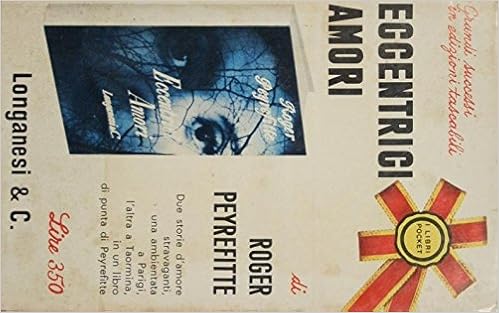 Grandi successi
in edizioni tascabili
ECCENTRICI
AMORI
I LIBRI
POCKET
Roger
Peyrefitte
Eccentrici
Amori
Longanesi & C.
di
ROGER
PEYREFITTE
Due storie d'amore
stravaganti,
una ambientata
a Parigi,
l'altra a Taormina,
in un libro
di punta di Peyrefitte
Lire 350
Longanesi & C.